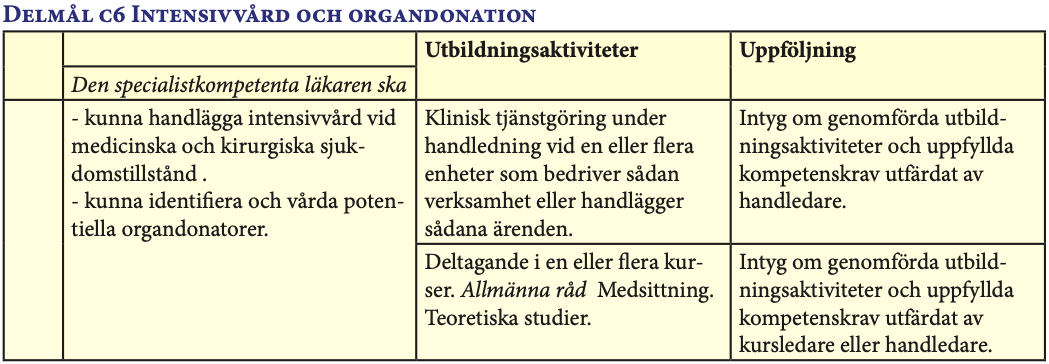 DELMÅL C6 INTENSIVVÅRD OCH ORGANDONATION
Utbildningsaktiviteter
Uppföljning
Den specialistkompetenta läkaren ska
- kunna handlägga intensivvård vid
medicinska och kirurgiska sjuk-
domstillstånd .
- kunna identifiera och vårda poten-
tiella organdonatorer.
Klinisk tjänstgöring under
handledning vid en eller flera
enheter som bedriver sådan
verksamhet eller handlägger
sådana ärenden.
Intyg om genomförda utbild-
ningsaktiviteter och uppfyllda
kompetenskrav utfärdat av
handledare.
Deltagande i en eller flera kur-
ser. Allmänna råd  Medsittning.
Teoretiska studier.
Intyg om genomförda utbild-
ningsaktiviteter och uppfyllda
kompetenskrav utfärdat av
kursledare eller handledare.